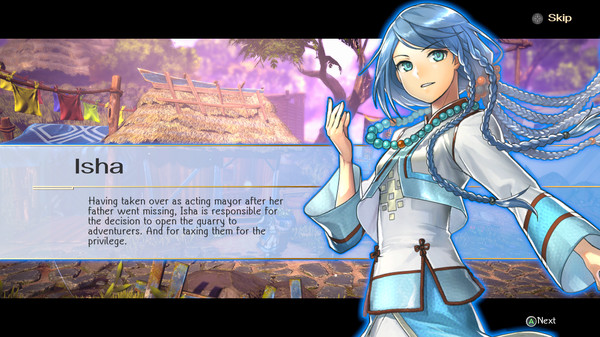 Skip
Isha
Having taken over as acting mayor after her
father went missing, Isha is responsible for
the decision to open the quarry to
adventurers. And for taxing them for the
privilege.
Next